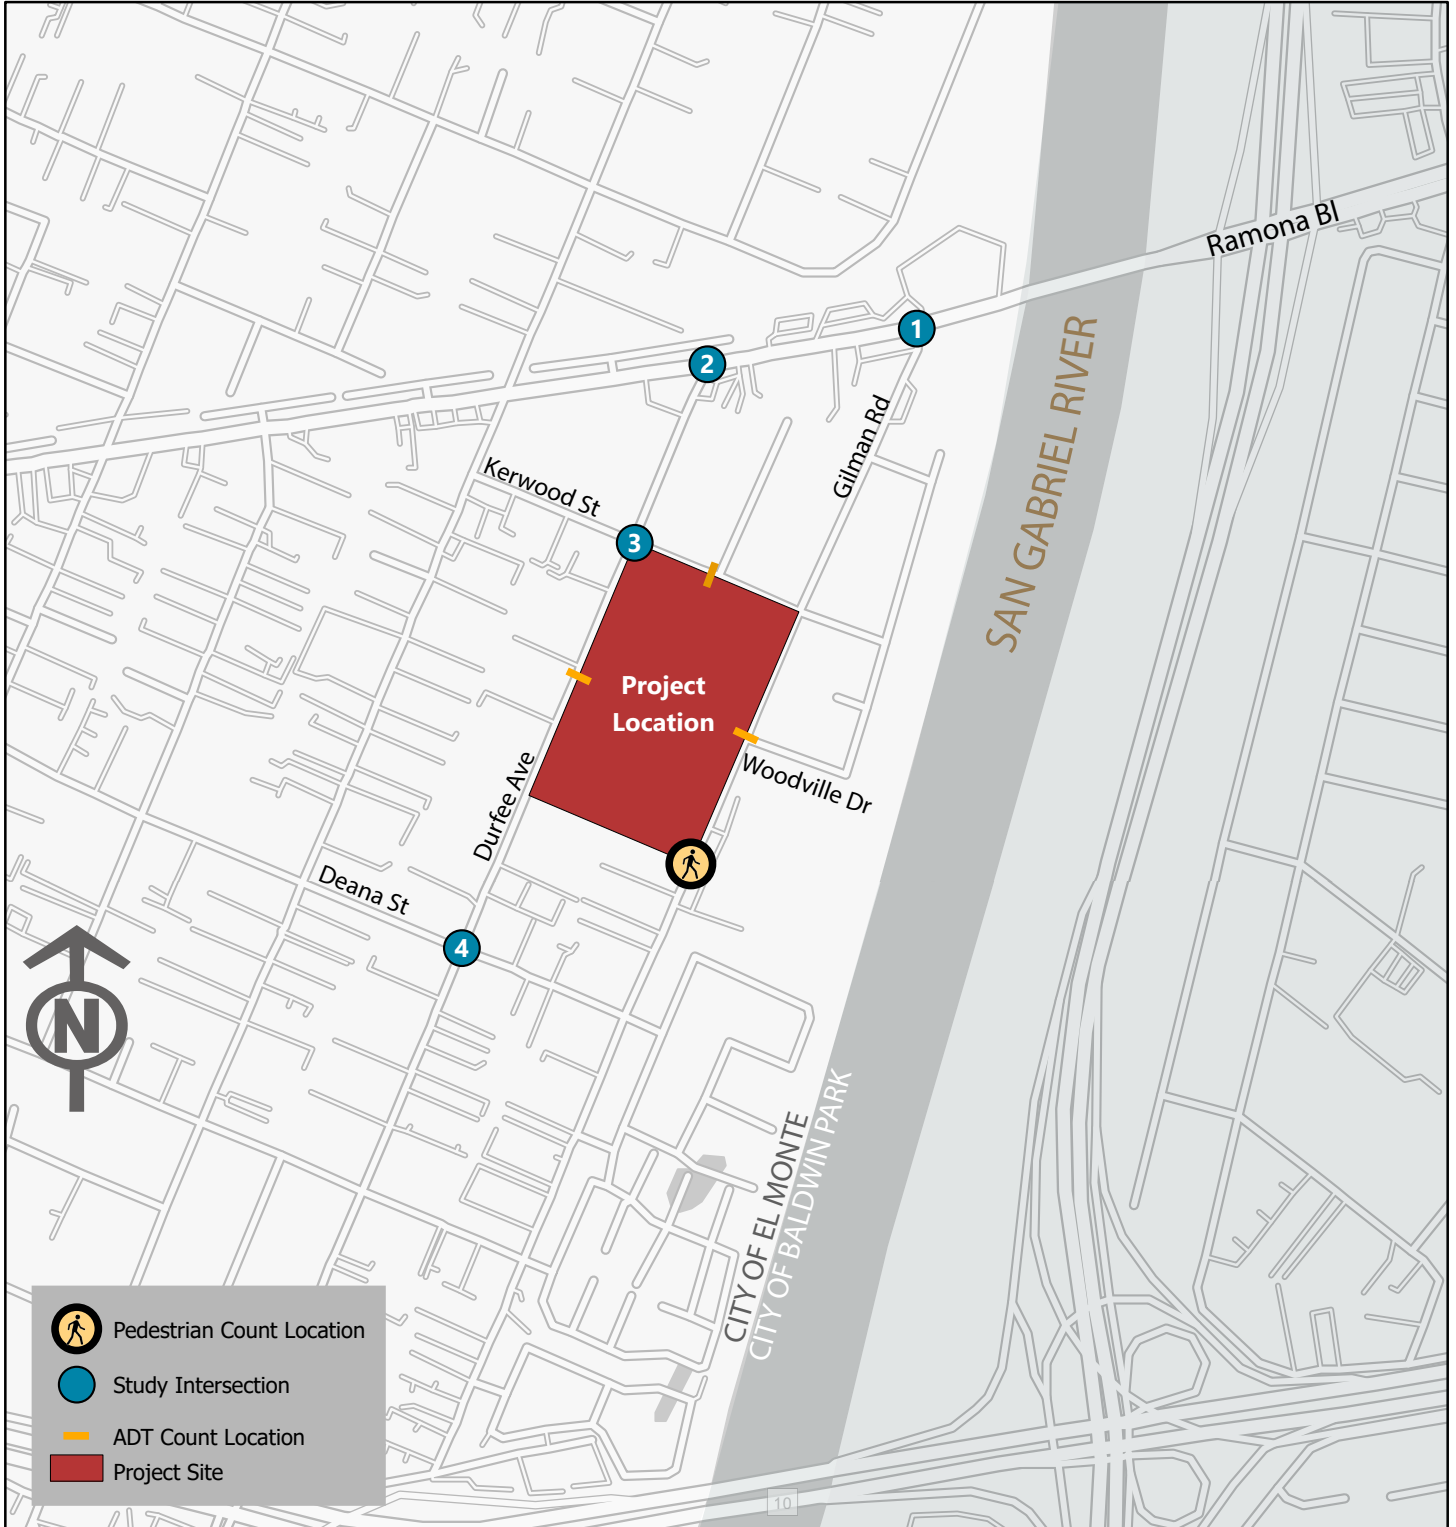 Ramona Bl
1
2
SAN GABRIEL RIVER
Gilman Rd
Kerwood St
3
Project
Location
Woodville Dr
Durfee Ave
Deana St
4
N
CITY OF EL MONTE
CITY OF BALDWIN PARK
Pedestrian Count Location
Study Intersection
ADT Count Location
Project Site
10